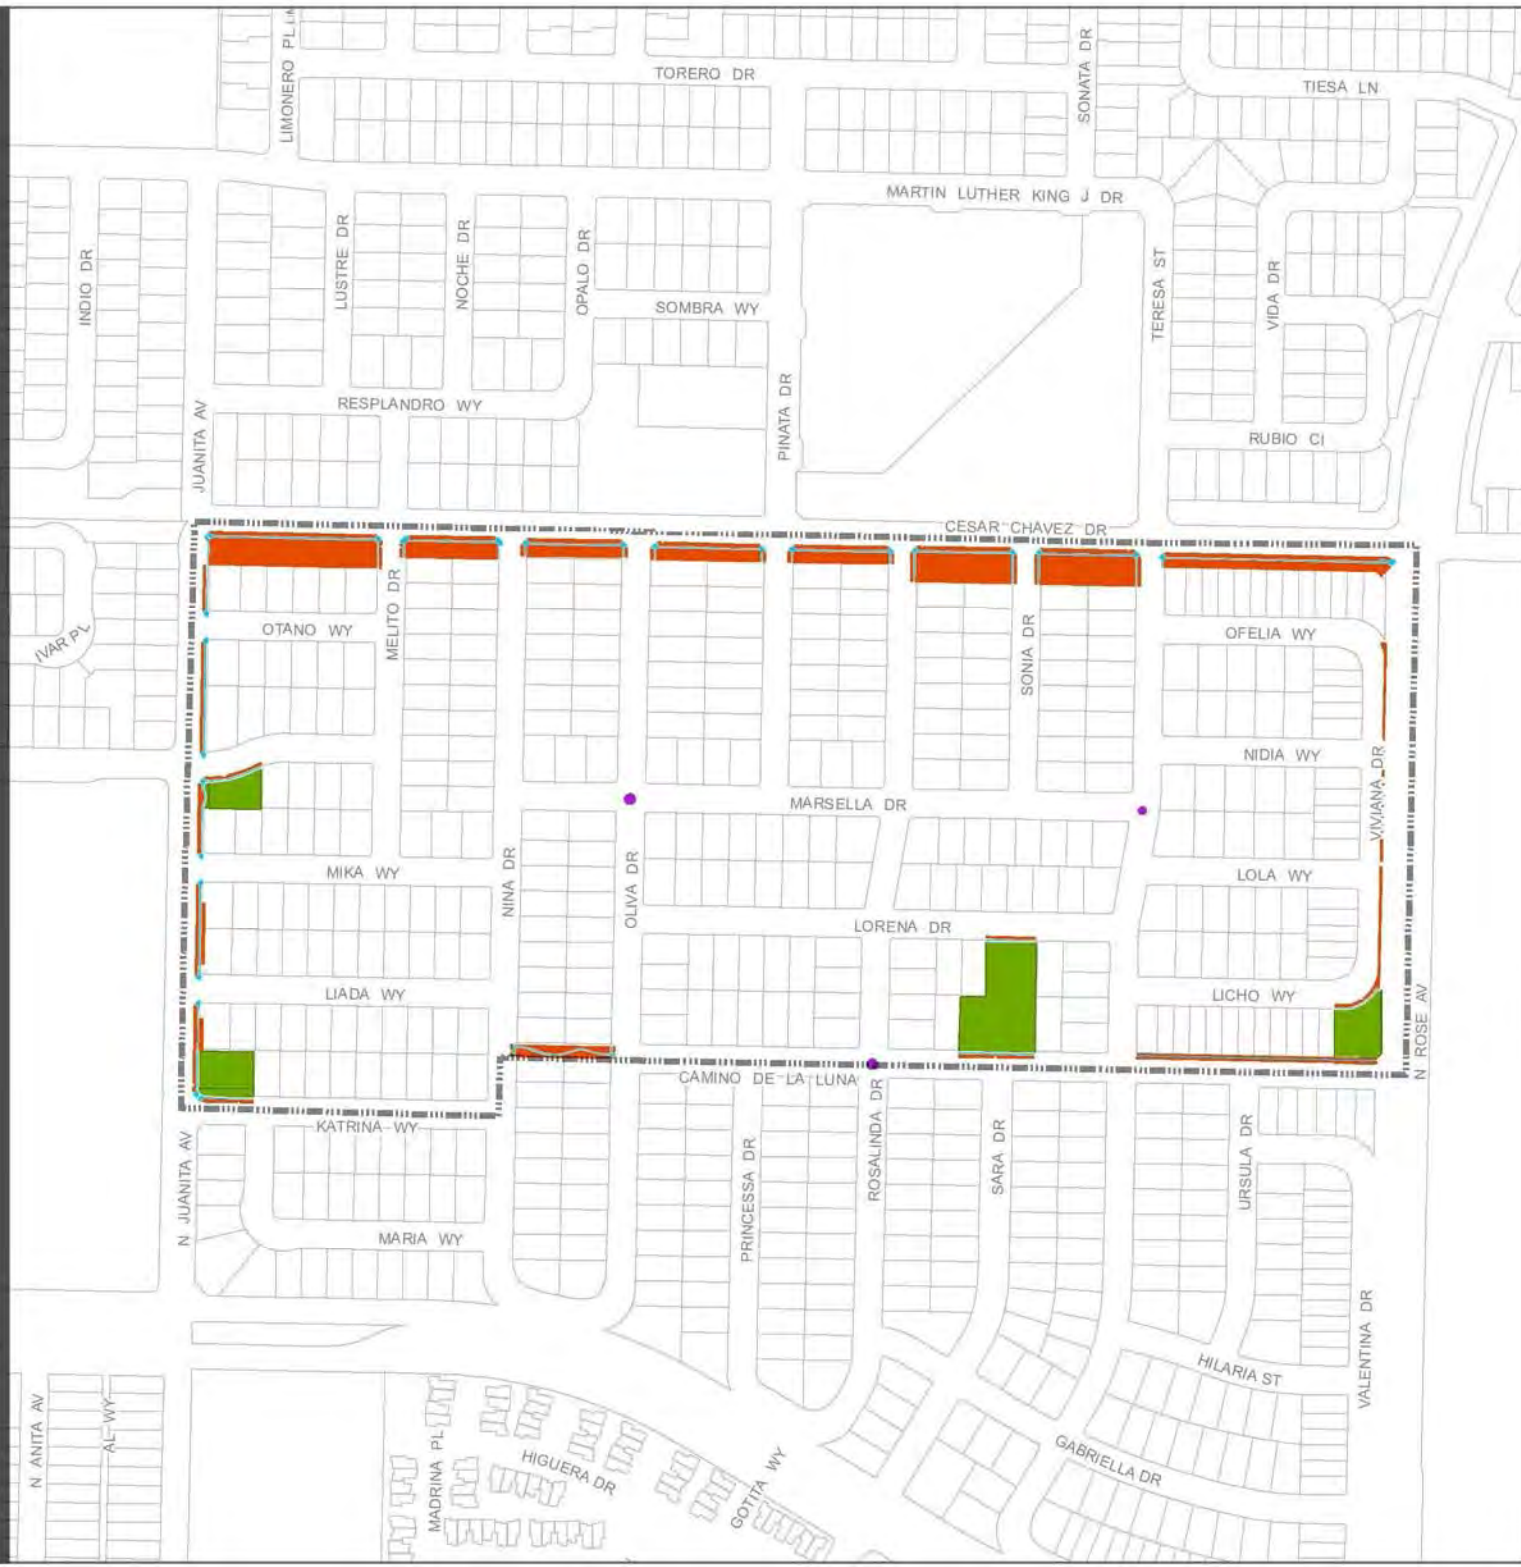 LIMONERO PL
TORERO DR
SONATA DR
TIESA LN
MARTIN LUTHER KING J DR
INDIO DR
LUSTRE DR
NOCHE DR
OPALO DR
SOMBRA WY
TERESA ST
VIDA DR
JUANITA AV
RESPLANDRO WY
PINATA DR
RUBIO CI
CESAR CHAVEZ DR
IVAR PL
OTANO WY
MELITO DR
SONIA DR
OFELIA WY
NIDIA WY
MARSELLA DR
VIVIANA DR
MIKA WY
NINA DR
OLIVA DR
LOLA WY
LORENA DR
LIADA WY
LICHO WY
N ROSE AV
CAMINO DE LA LUNA
KATRINA WY
N JUANITA AV
PRINCESSA DR
ROSALINDA DR
SARA DR
URSULA DR
MARIA WY
HILARIA ST
VALENTINA DR
N ANITA AV
AL WY
MADRINA PL
HIGUERA DR
GOTITA WY
GABRIELLA DR